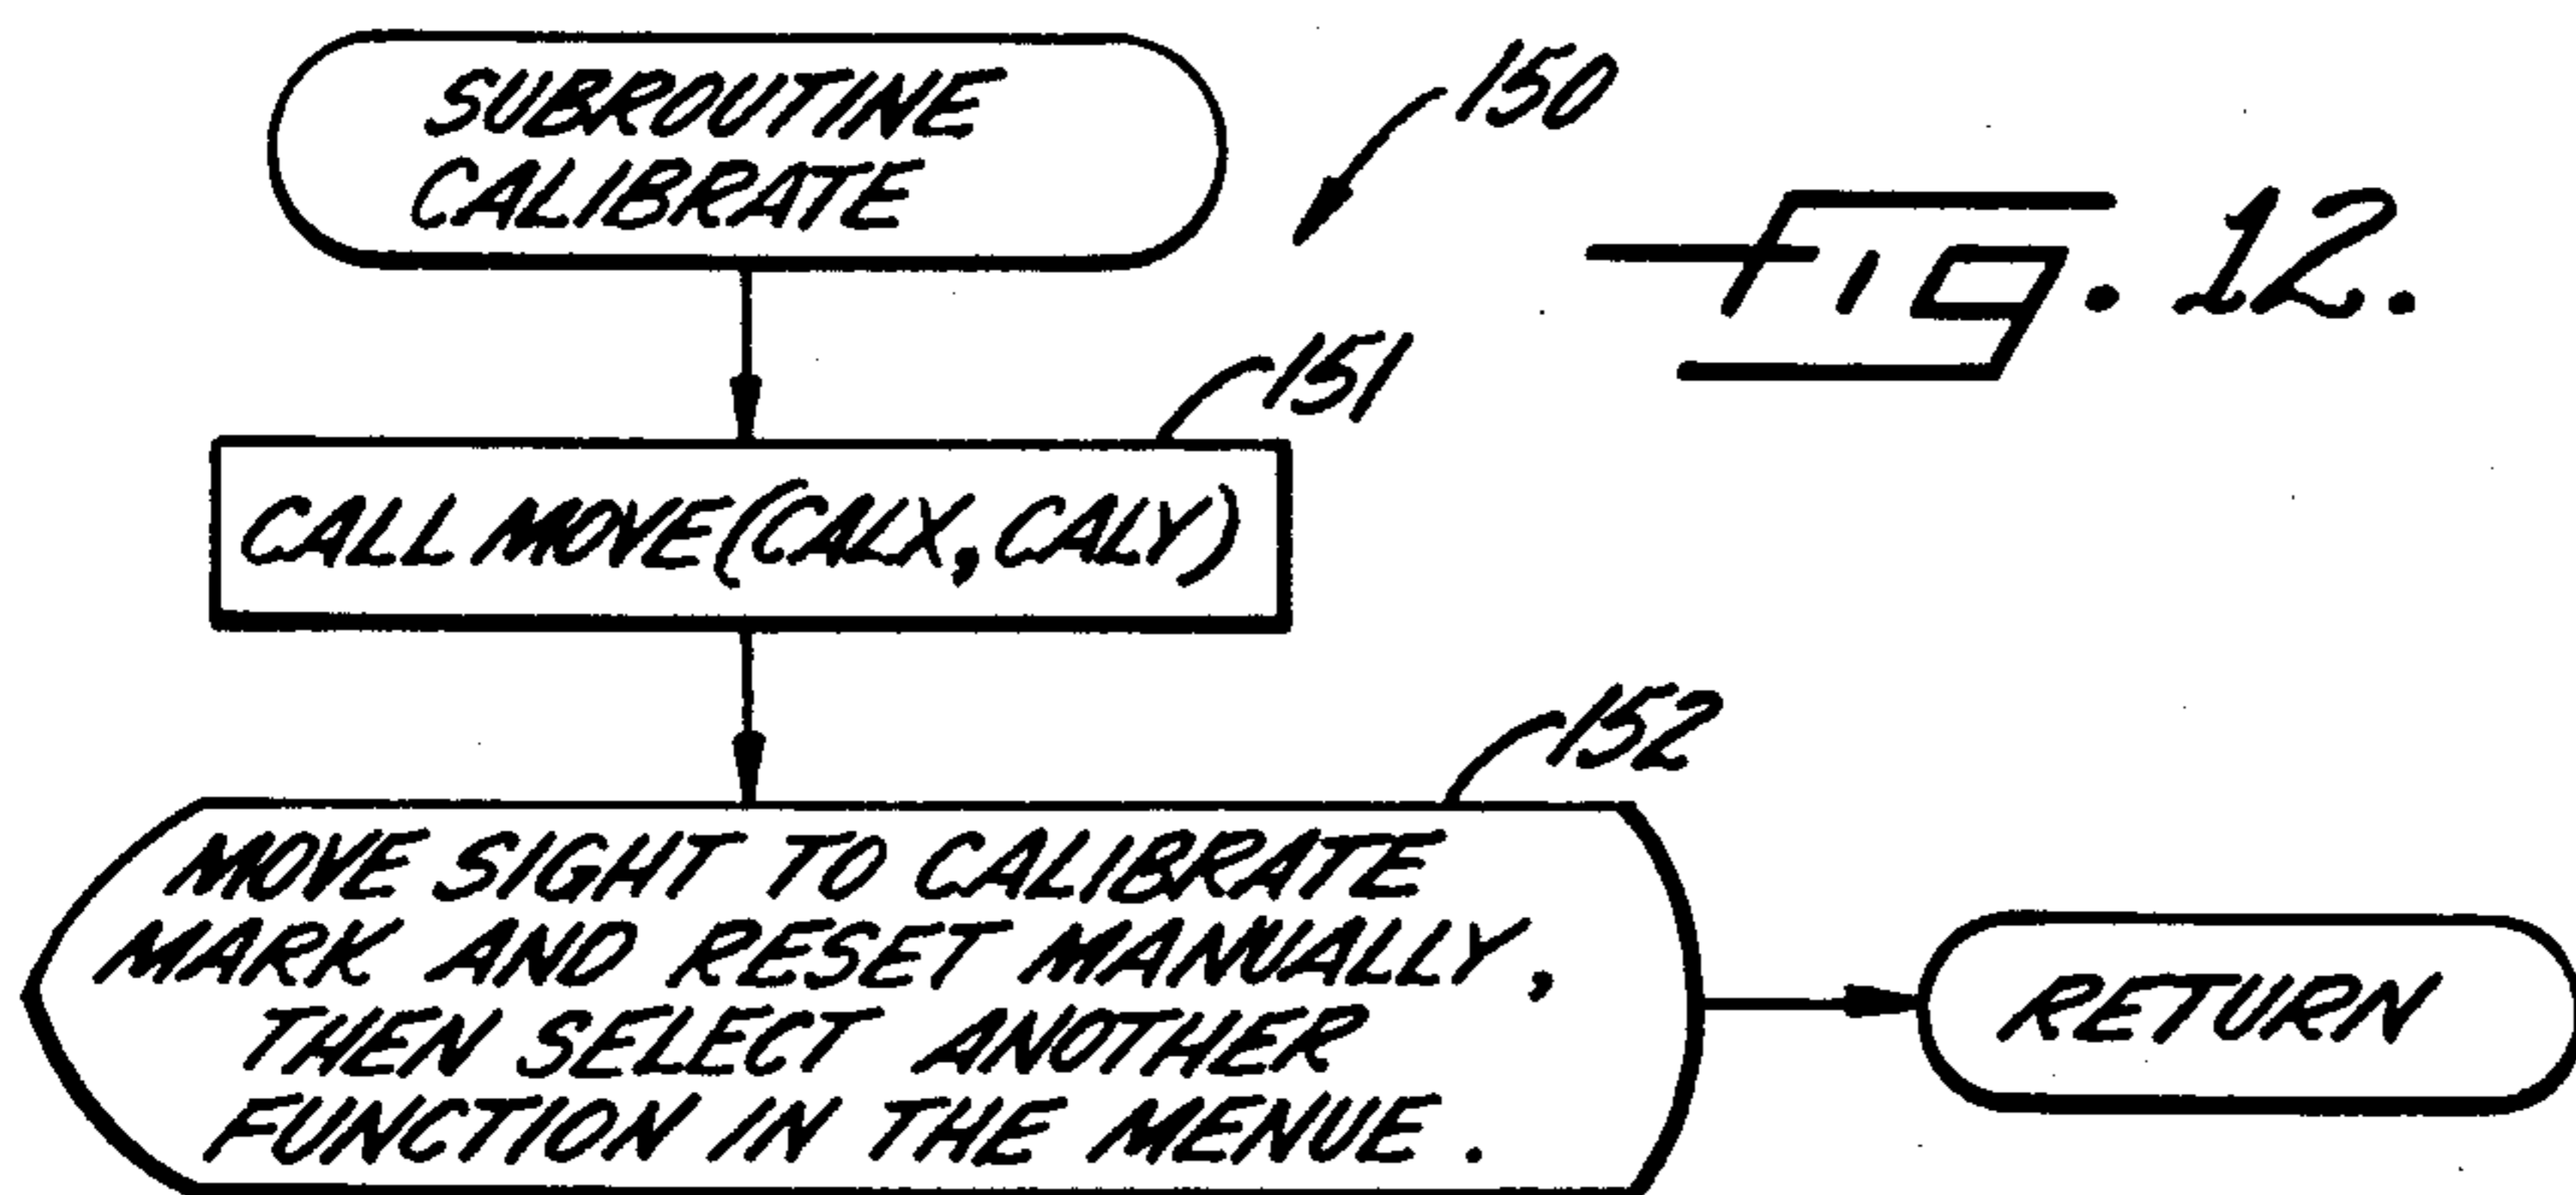 SUBROUTINE
CALIBRATE
150
fig. 12.
151
CALL MOVE(CALX, CALY)
152
MOVE SIGHT TO CALIBRATE
MARK AND RESET MANUALLY,
THEN SELECT ANOTHER
FUNCTION IN THE MENUE.
RETURN